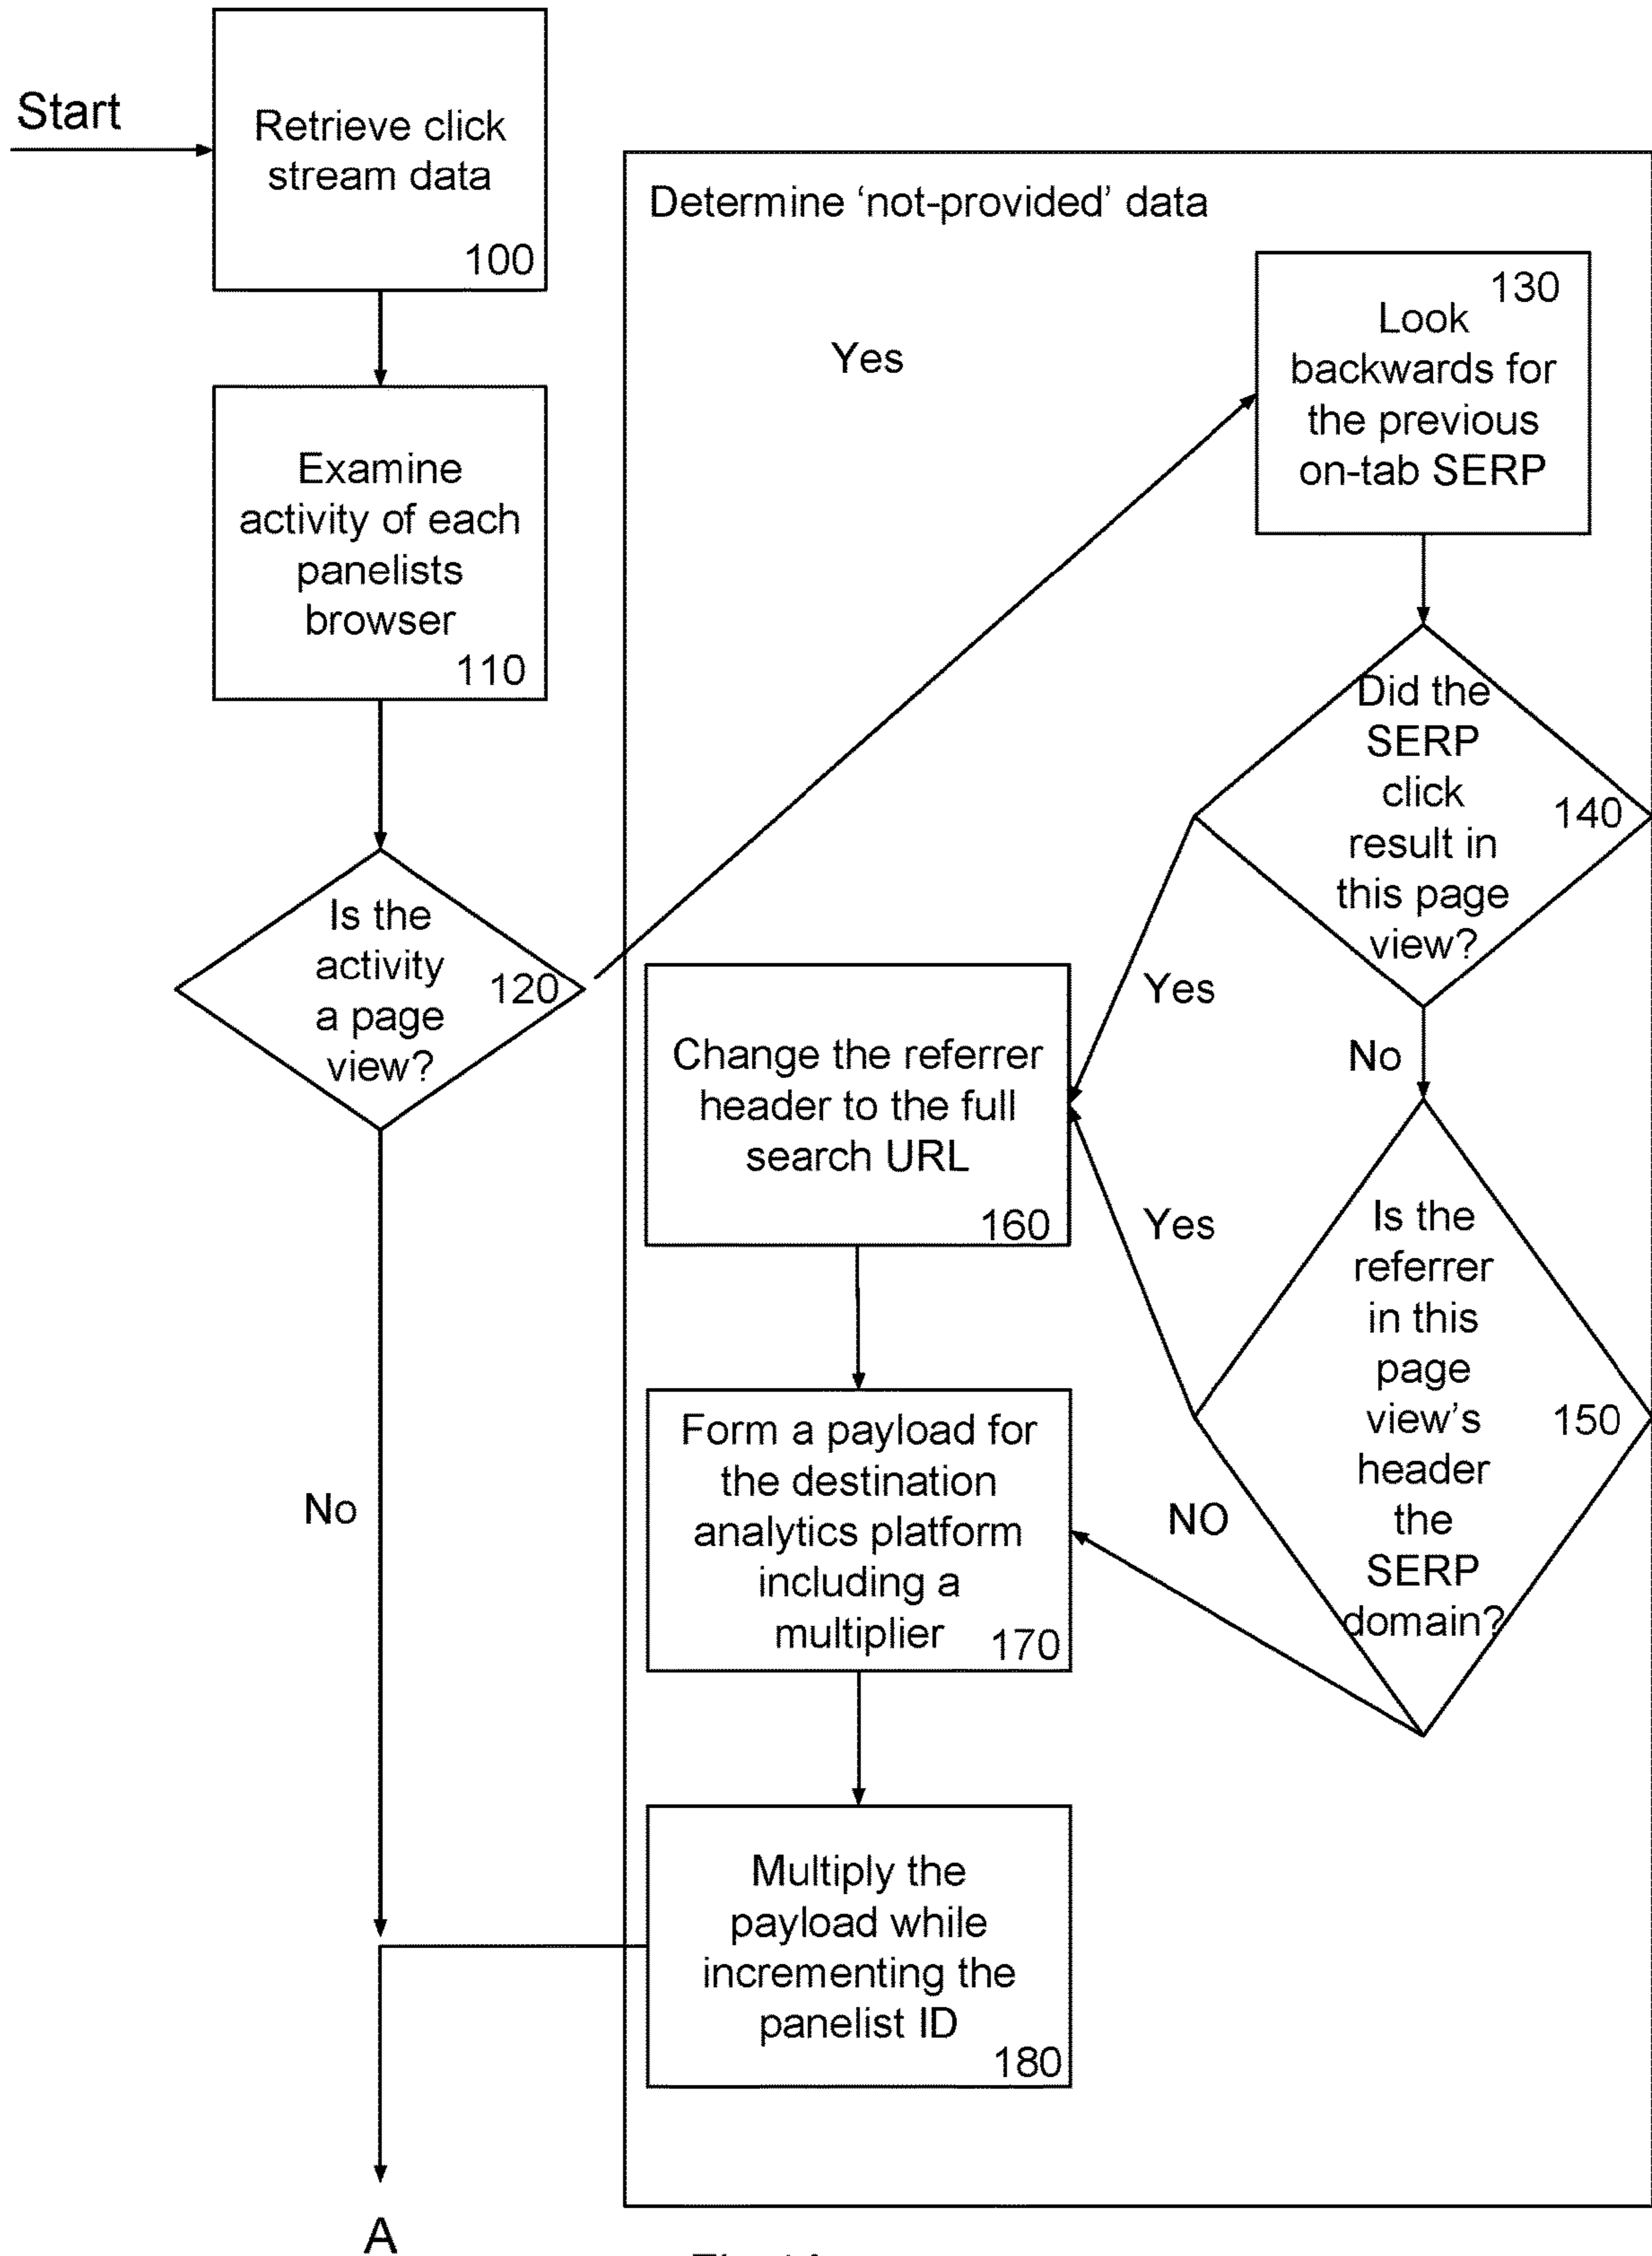 Start
Retrieve click
stream data
100
Examine
activity of each
panelists
browser
110
Is the
activity
a page
view?
120
No
A
Determine ‘not-provided’ data
Yes
130
Look
backwards for
the previous
on-tab SERP
Did the
SERP
click
result in
this page
view?
140
Yes
No
Change the referrer
header to the full
search URL
160
Yes
Is the
referrer
in this
page
view’s
header
the
SERP
domain?
150
NO
Form a payload for
the destination
analytics platform
including a
multiplier
170
Multiply the
payload while
incrementing the
panelist ID
180